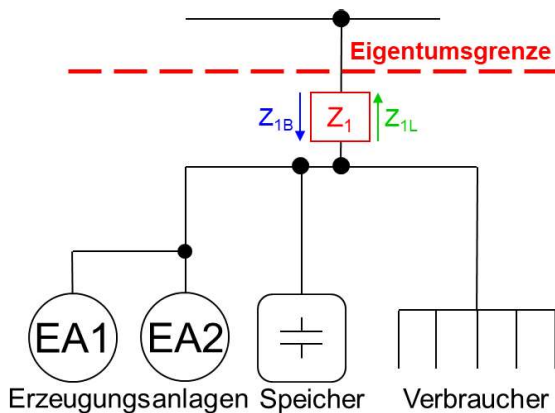 Eigentumsgrenze
Z1B Z1 Z1L
EA1 EA2
Erzeugungsanlagen Speicher Verbraucher